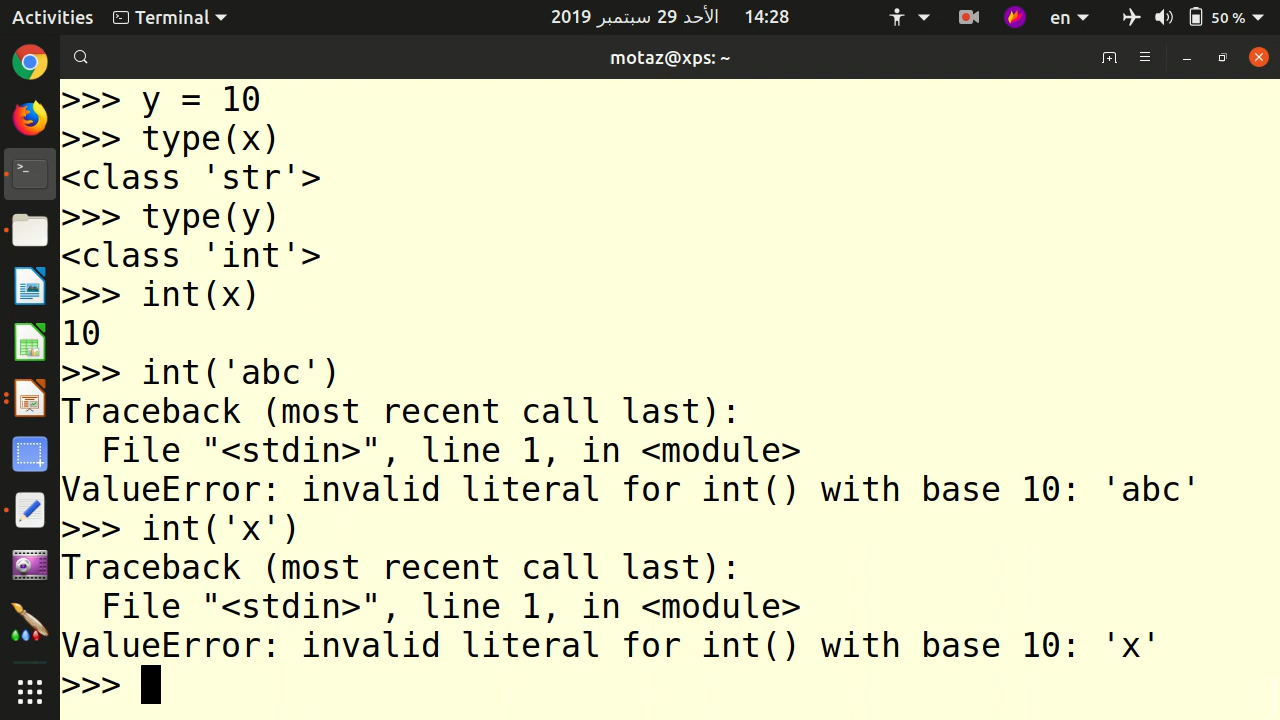 Activities Terminal 14:28 الأحد 29 سبتمبر 2019 en 50 %
motaz@xps: ~
>>> y = 10
>>> type(x)
<class 'str'>
>>> type(y)
<class 'int'>
>>> int(x)
10
>>> int('abc')
Traceback (most recent call last):
  File "<stdin>", line 1, in <module>
ValueError: invalid literal for int() with base 10: 'abc'
>>> int('x')
Traceback (most recent call last):
  File "<stdin>", line 1, in <module>
ValueError: invalid literal for int() with base 10: 'x'
>>>